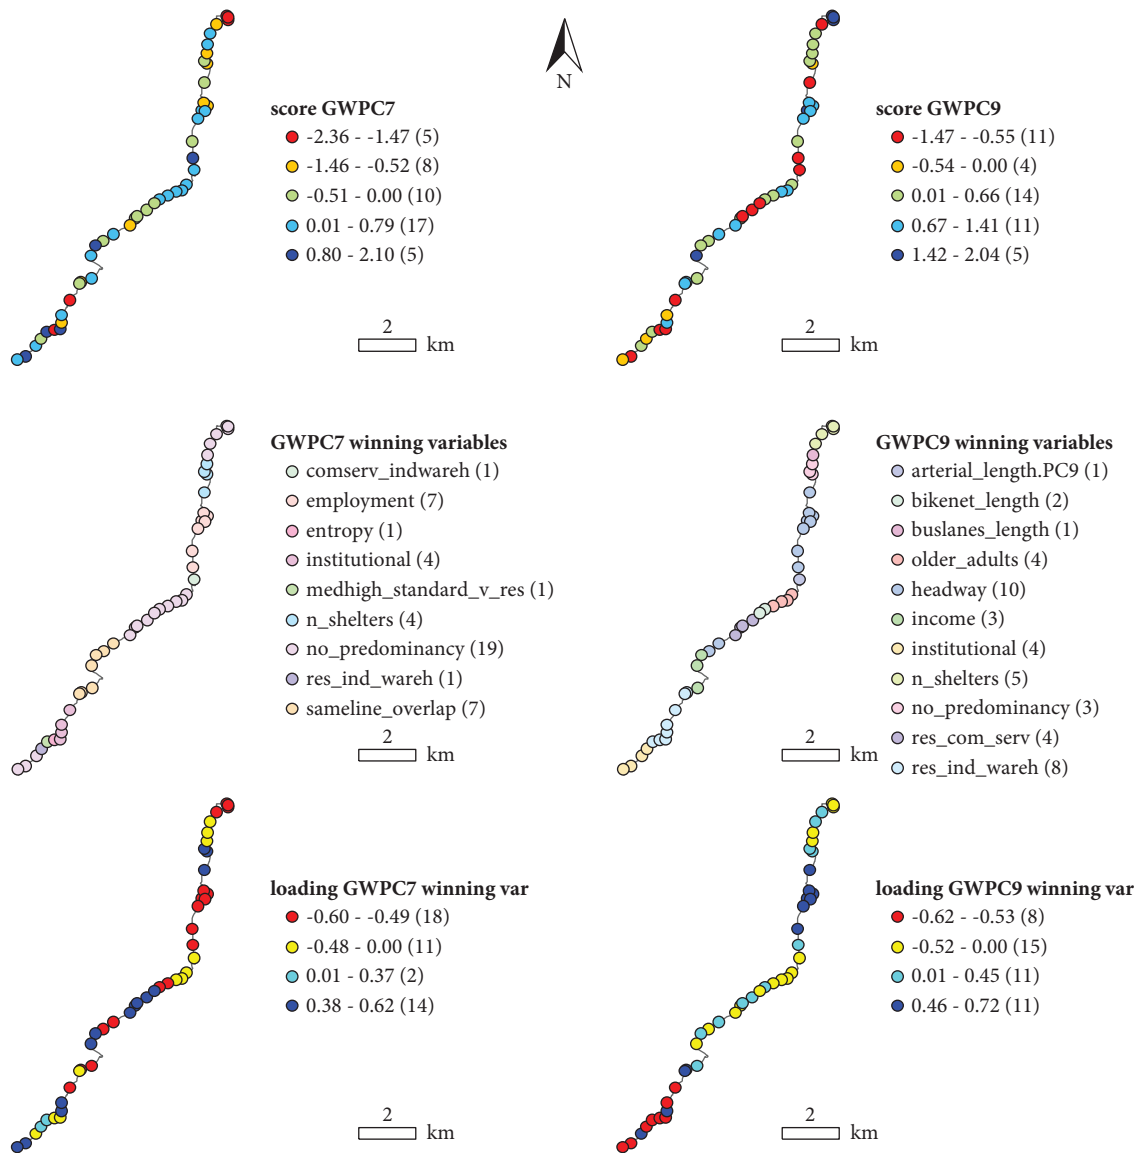 N
score GWPC7
-2.36 - -1.47 (5)
-1.46 - -0.52 (8)
-0.51 - 0.00 (10)
0.01 - 0.79 (17)
0.80 - 2.10 (5)
2
km
score GWPC9
-1.47 - -0.55 (11)
-0.54 - 0.00 (4)
0.01 - 0.66 (14)
0.67 - 1.41 (11)
1.42 - 2.04 (5)
2
km
GWPC7 winning variables
comserv_indwareh (1)
employment (7)
entropy (1)
institutional (4)
medhigh_standard_v_res (1)
n_shelters (4)
no_predominancy (19)
res_ind_wareh (1)
sameline_overlap (7)
2
km
GWPC9 winning variables
arterial_length.PC9 (1)
bikenet_length (2)
buslanes_length (1)
older_adults (4)
headway (10)
income (3)
institutional (4)
n_shelters (5)
no_predominancy (3)
res_com_serv (4)
res_ind_wareh (8)
2
km
loading GWPC7 winning var
-0.60 - -0.49 (18)
-0.48 - 0.00 (11)
0.01 - 0.37 (2)
0.38 - 0.62 (14)
2
km
loading GWPC9 winning var
-0.62 - -0.53 (8)
-0.52 - 0.00 (15)
0.01 - 0.45 (11)
0.46 - 0.72 (11)
2
km